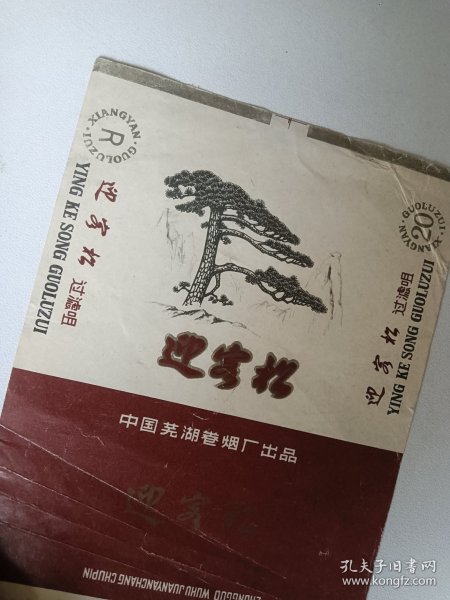 XIANGYAN · GUOLUZUI ·
R
迎客松 过滤咀
YING KE SONG GUOLUZUI
迎客松
GUOLUZUI · XIANGYAN ·
20
迎客松 过滤咀
YING KE SONG GUOLUZUI
中国芜湖卷烟厂出品
迎客松
ZHONGGUO WUHU JUANYANCHANG CHUPIN
孔夫子旧书网
www.kongfz.com